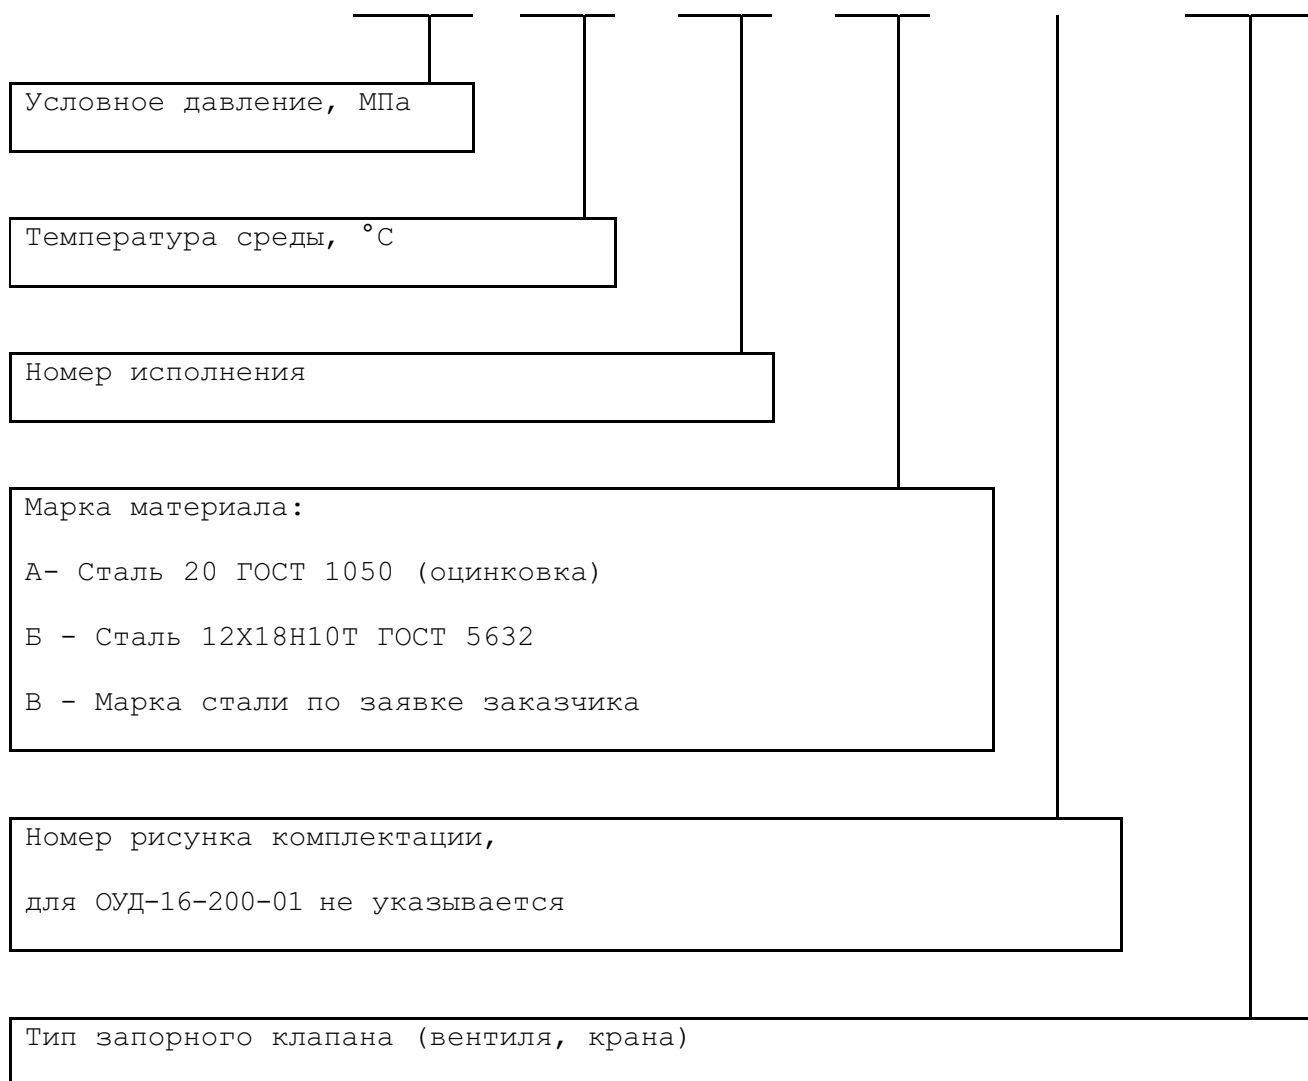 Условное давление, МПа
Температура среды, °С
Номер исполнения
Марка материала:
А- Сталь 20 ГОСТ 1050 (оцинковка)
Б - Сталь 12Х18Н10Т ГОСТ 5632
В - Марка стали по заявке заказчика
Номер рисунка комплектации,
для ОУД-16-200-01 не указывается
Тип запорного клапана (вентиля, крана)